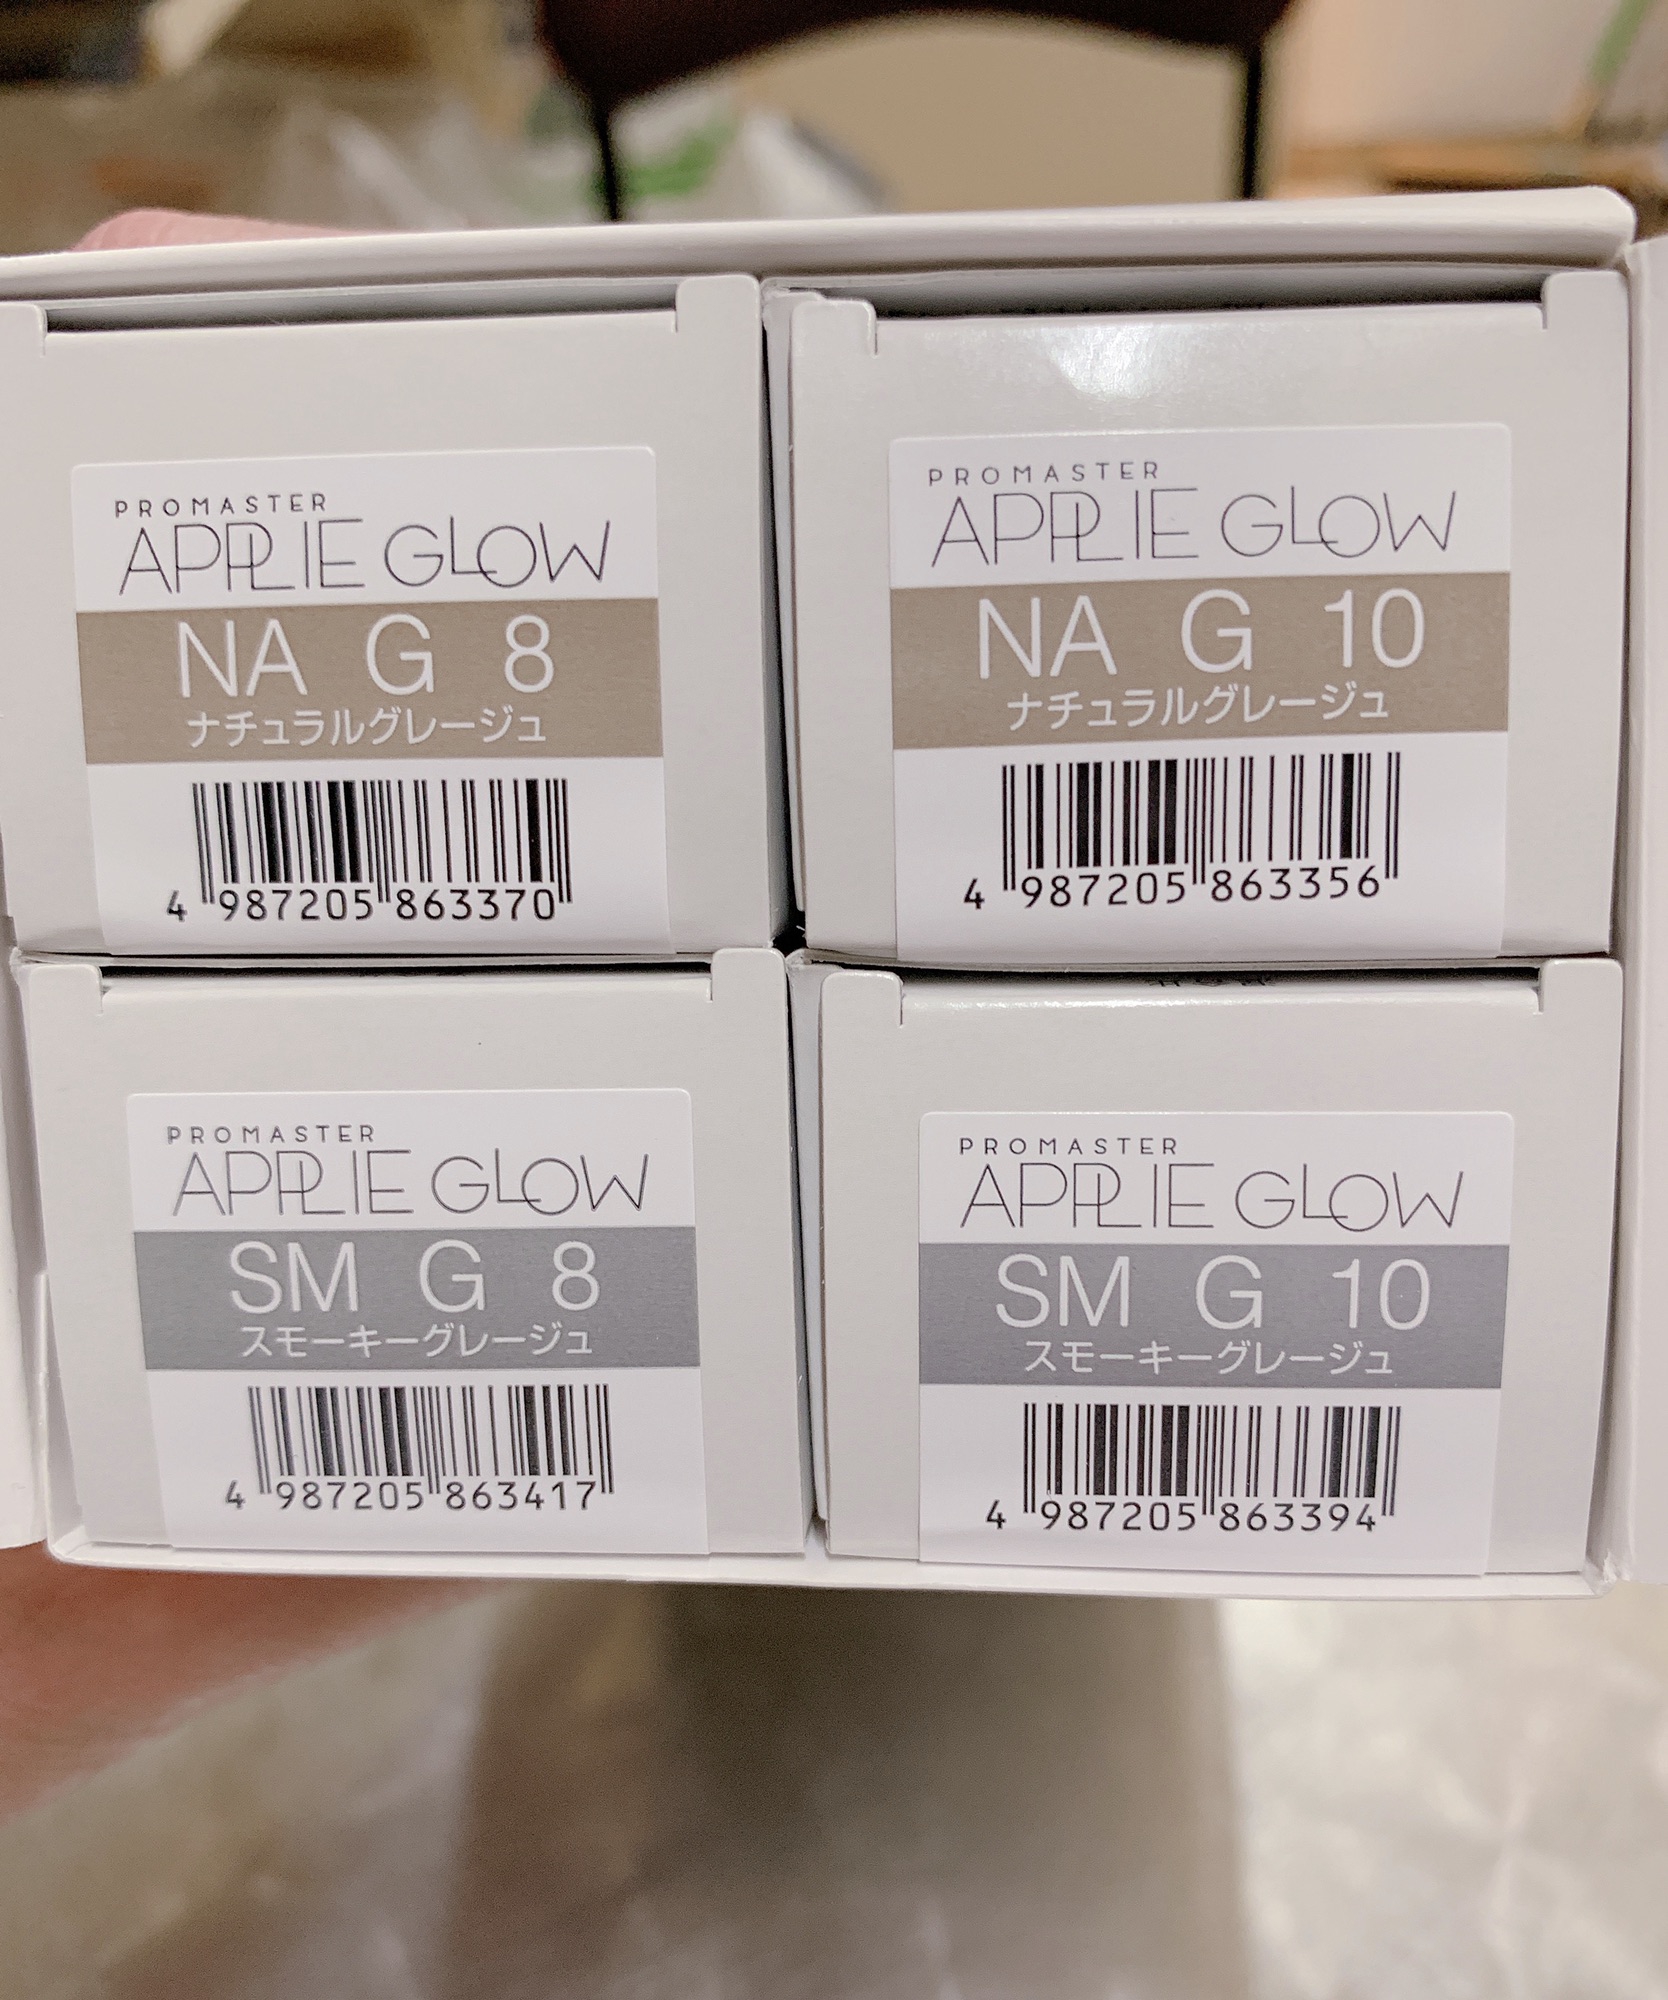 PROMASTER
APPLIE GLOW
NA G 8
ナチュラルグレージュ
4 987205 863370
PROMASTER
APPLIE GLOW
NA G 10
ナチュラルグレージュ
4 987205 863356
PROMASTER
APPLIE GLOW
SM G 8
スモーキーグレージュ
4 987205 863417
PROMASTER
APPLIE GLOW
SM G 10
スモーキーグレージュ
4 987205 863394